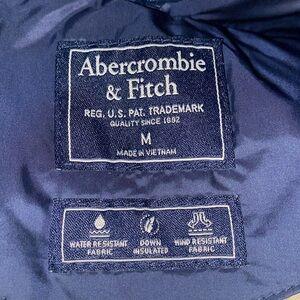 Abercrombie
& Fitch
REG. U.S. PAT. TRADEMARK
QUALITY SINCE 1892
M
MADE IN VIETNAM
WATER RESISTANT
FABRIC
DOWN
INSULATED
WIND RESISTANT
FABRIC